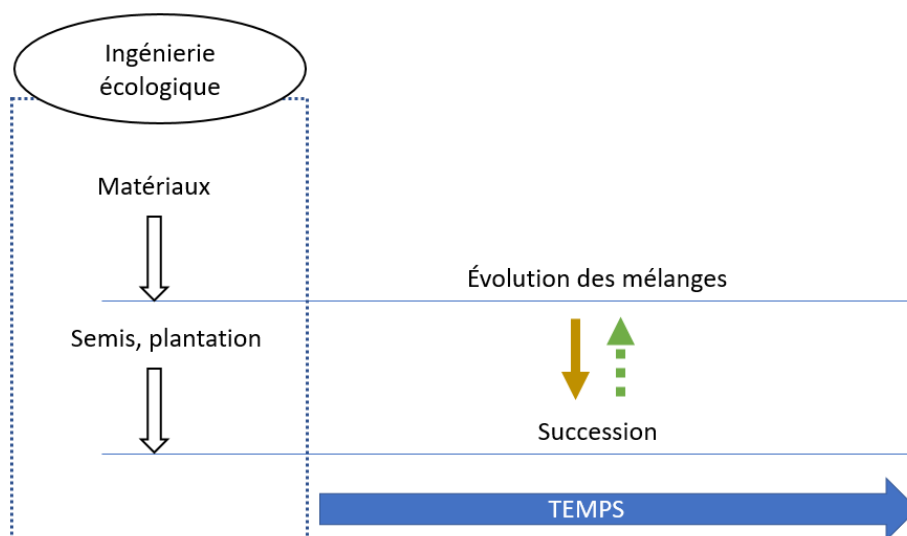 Ingénierie
écologique
Matériaux
Évolution des mélanges
Semis, plantation
Succession
TEMPS